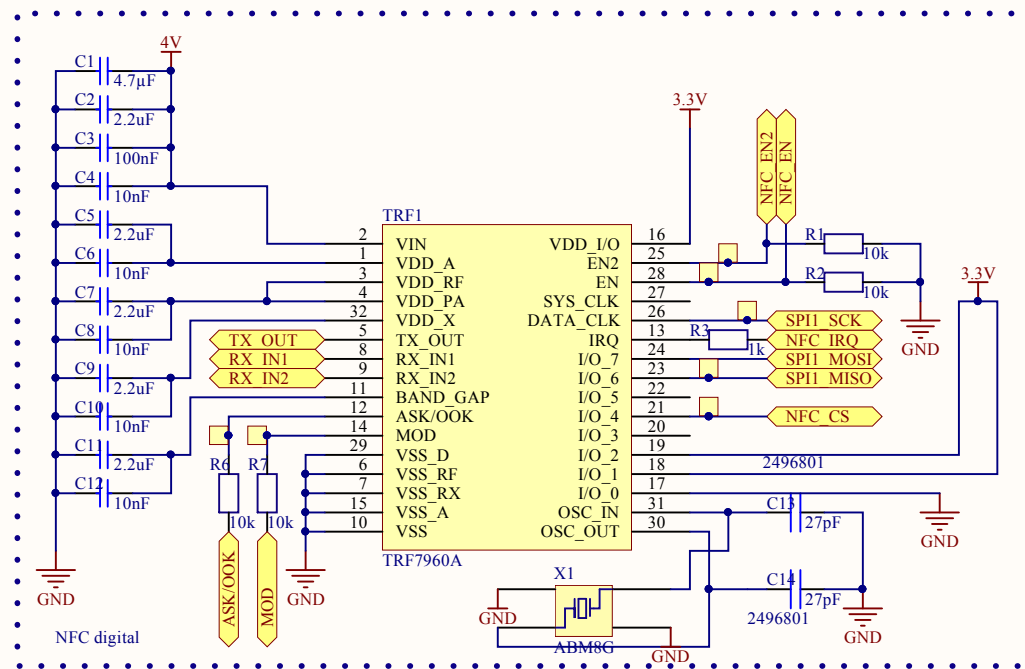 4V
C1
4.7µF
C2
2.2uF
C3
100nF
C4
10nF
C5
2.2uF
C6
10nF
C7
2.2uF
C8
10nF
C9
2.2uF
C10
10nF
C11
2.2uF
C12
10nF
GND
TRF1
2 VIN
1 VDD_A
3 VDD_RF
4 VDD_PA
32 VDD_X
TX_OUT 5 TX_OUT
RX_IN1 8 RX_IN1
RX_IN2 9 RX_IN2
11 BAND_GAP
12 ASK/OOK
14 MOD
29 VSS_D
6 VSS_RF
7 VSS_RX
15 VSS_A
10 VSS
VDD_I/O 16
EN2 25
EN 28
SYS_CLK 27
DATA_CLK 26 SPI1_SCK
IRQ 13 R3 1k NFC_IRQ
I/O_7 24 SPI1_MOSI
I/O_6 23 SPI1_MISO
I/O_5 22
I/O_4 21 NFC_CS
I/O_3 20
I/O_2 19
I/O_1 18
I/O_0 17
OSC_IN 31
OSC_OUT 30
TRF7960A
3.3V
NFC_EN2
NFC_EN
R1
10k
R2
10k
GND
3.3V
R6
10k
R7
10k
ASK/OOK
MOD
GND
2496801
C13
27pF
GND
C14
27pF
2496801
GND
X1
GND
ABM8G
GND
NFC digital